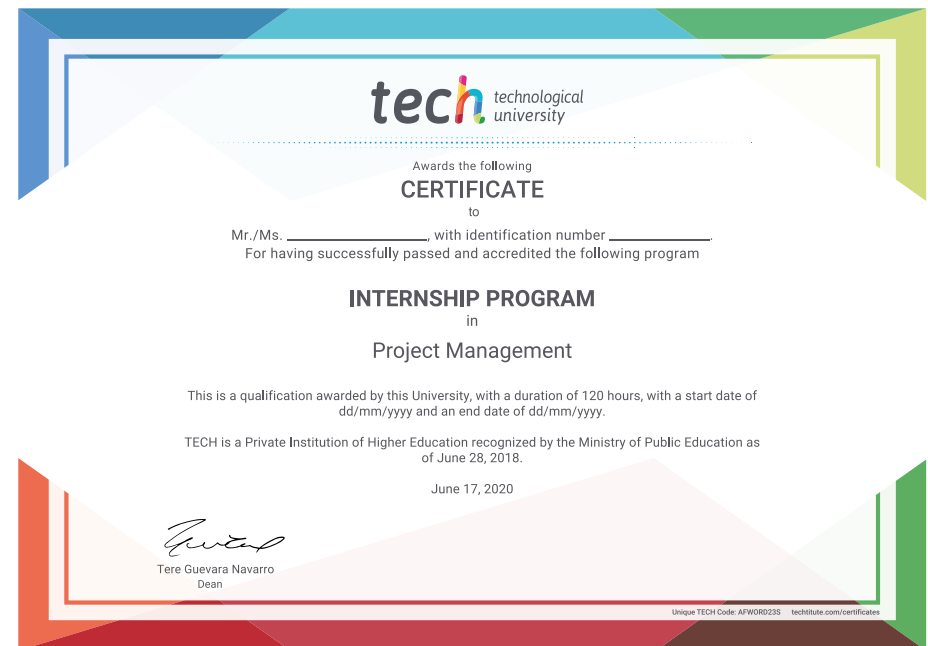 tech technological
university
Awards the following
CERTIFICATE
to
Mr./Ms. ____________________, with identification number ______________.
For having successfully passed and accredited the following program
INTERNSHIP PROGRAM
in
Project Management
This is a qualification awarded by this University, with a duration of 120 hours, with a start date of
dd/mm/yyyy and an end date of dd/mm/yyyy.
TECH is a Private Institution of Higher Education recognized by the Ministry of Public Education as
of June 28, 2018.
June 17, 2020
Tere Guevara Navarro
Dean
Unique TECH Code: AFWORD23S techtitute.com/certificates